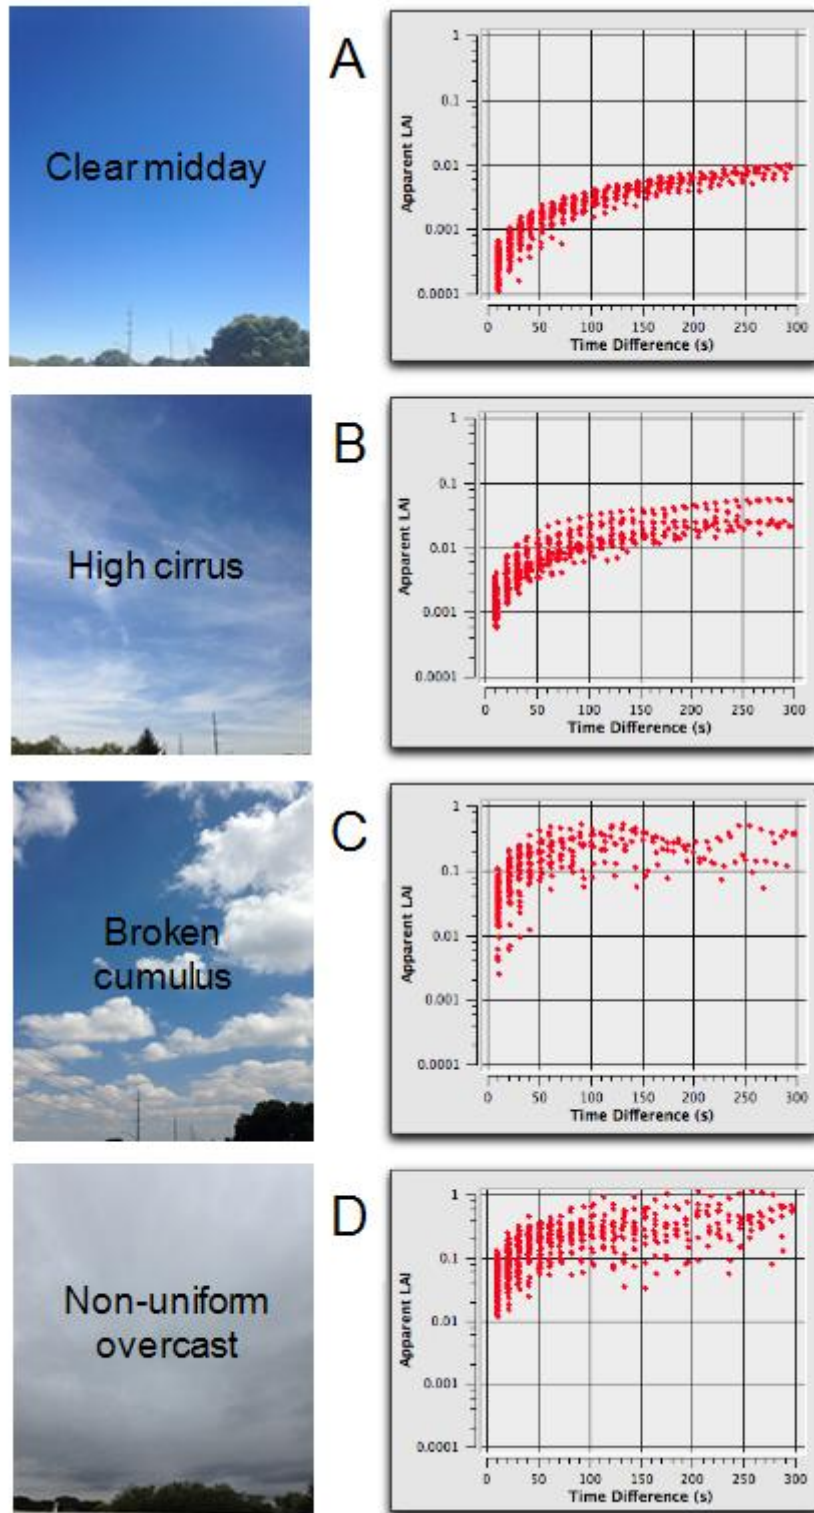 Clear midday
A
1
0.1
0.01
0.001
0.0001
Apparent LAI
0 50 100 150 200 250 300
Time Difference (s)
High cirrus
B
1
0.1
0.01
0.001
0.0001
Apparent LAI
0 50 100 150 200 250 300
Time Difference (s)
Broken
cumulus
C
1
0.1
0.01
0.001
0.0001
Apparent LAI
0 50 100 150 200 250 300
Time Difference (s)
Non-uniform
overcast
D
1
0.1
0.01
0.001
0.0001
Apparent LAI
0 50 100 150 200 250 300
Time Difference (s)